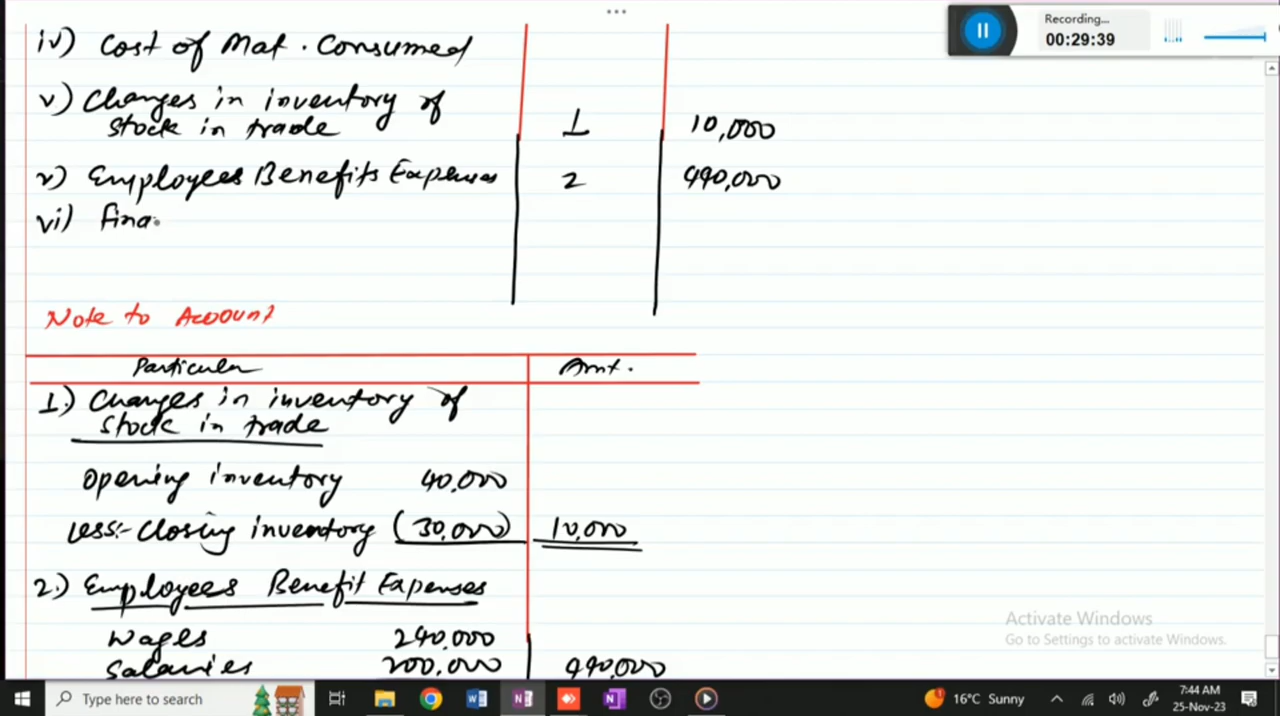 ...
Recording...
00:29:39
iv) Cost of Mat. Consumed
v) Changes in inventory of
stock in trade 1 10,000
v) Employees Benefits Expenses 2 440,000
vi) fina
Note to Account
Particular Amt.
1.) Changes in inventory of
stock in trade
Opening inventory 40,000
Less:- Closing inventory (30,000) 10,000
2.) Employees Benefit Expenses
Wages 240,000
Salaries 200,000 440,000
Activate Windows
Go to Settings to activate Windows.
Type here to search
16°C Sunny
7:44 AM
25-Nov-23